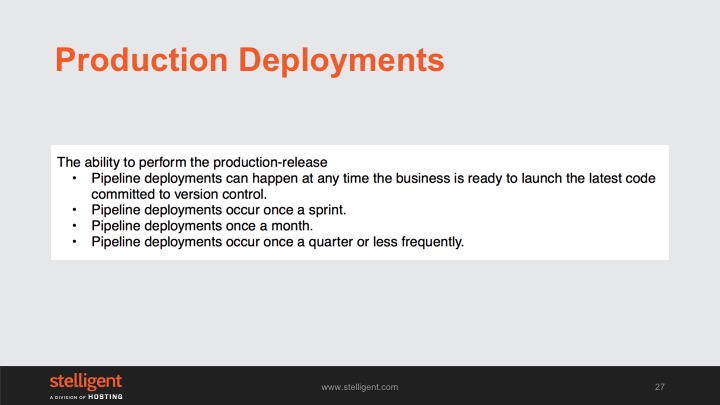 Production Deployments
The ability to perform the production-release
• Pipeline deployments can happen at any time the business is ready to launch the latest code
committed to version control.
• Pipeline deployments occur once a sprint.
• Pipeline deployments once a month.
• Pipeline deployments occur once a quarter or less frequently.
stelligent
A DIVISION OF HOSTING
www.stelligent.com
27